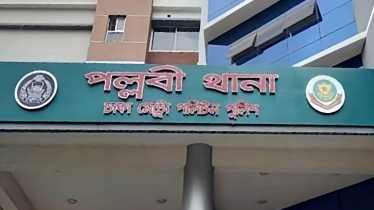 পল্লবী থানা
ঢাকা মেট্রো পলিটন পুলিশ